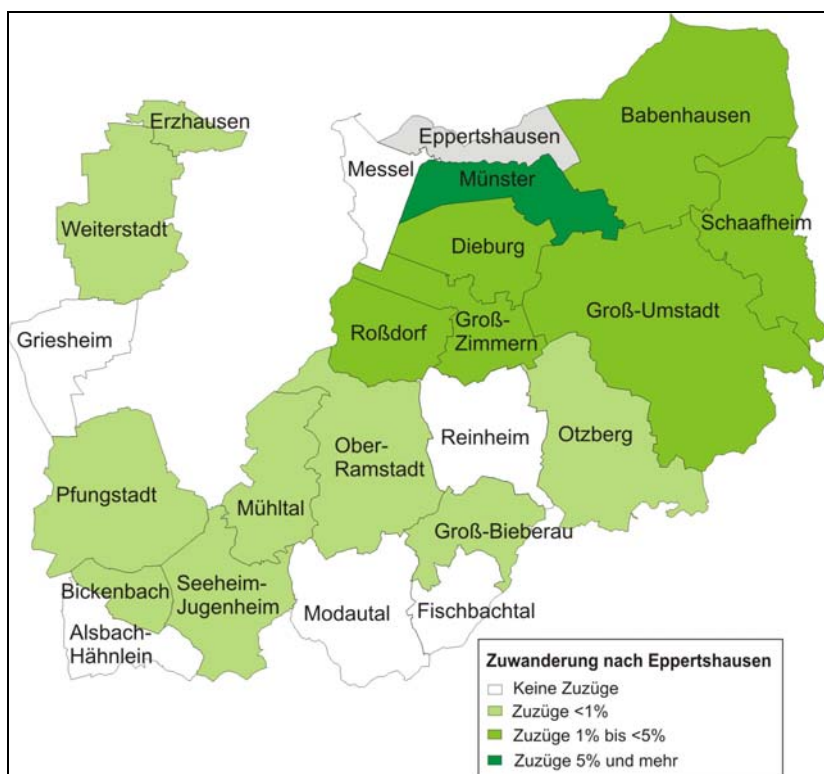 Erzhausen
Babenhausen
Eppertshausen
Messel
Münster
Schaafheim
Weiterstadt
Dieburg
Groß-Umstadt
Griesheim
Roßdorf
Groß-
Zimmern
Ober-
Ramstadt
Reinheim
Otzberg
Pfungstadt
Mühltal
Groß-Bieberau
Bickenbach
Seeheim-
Jugenheim
Modautal
Fischbachtal
Alsbach-
Hähnlein
Zuwanderung nach Eppertshausen
Keine Zuzüge
Zuzüge <1%
Zuzüge 1% bis <5%
Zuzüge 5% und mehr